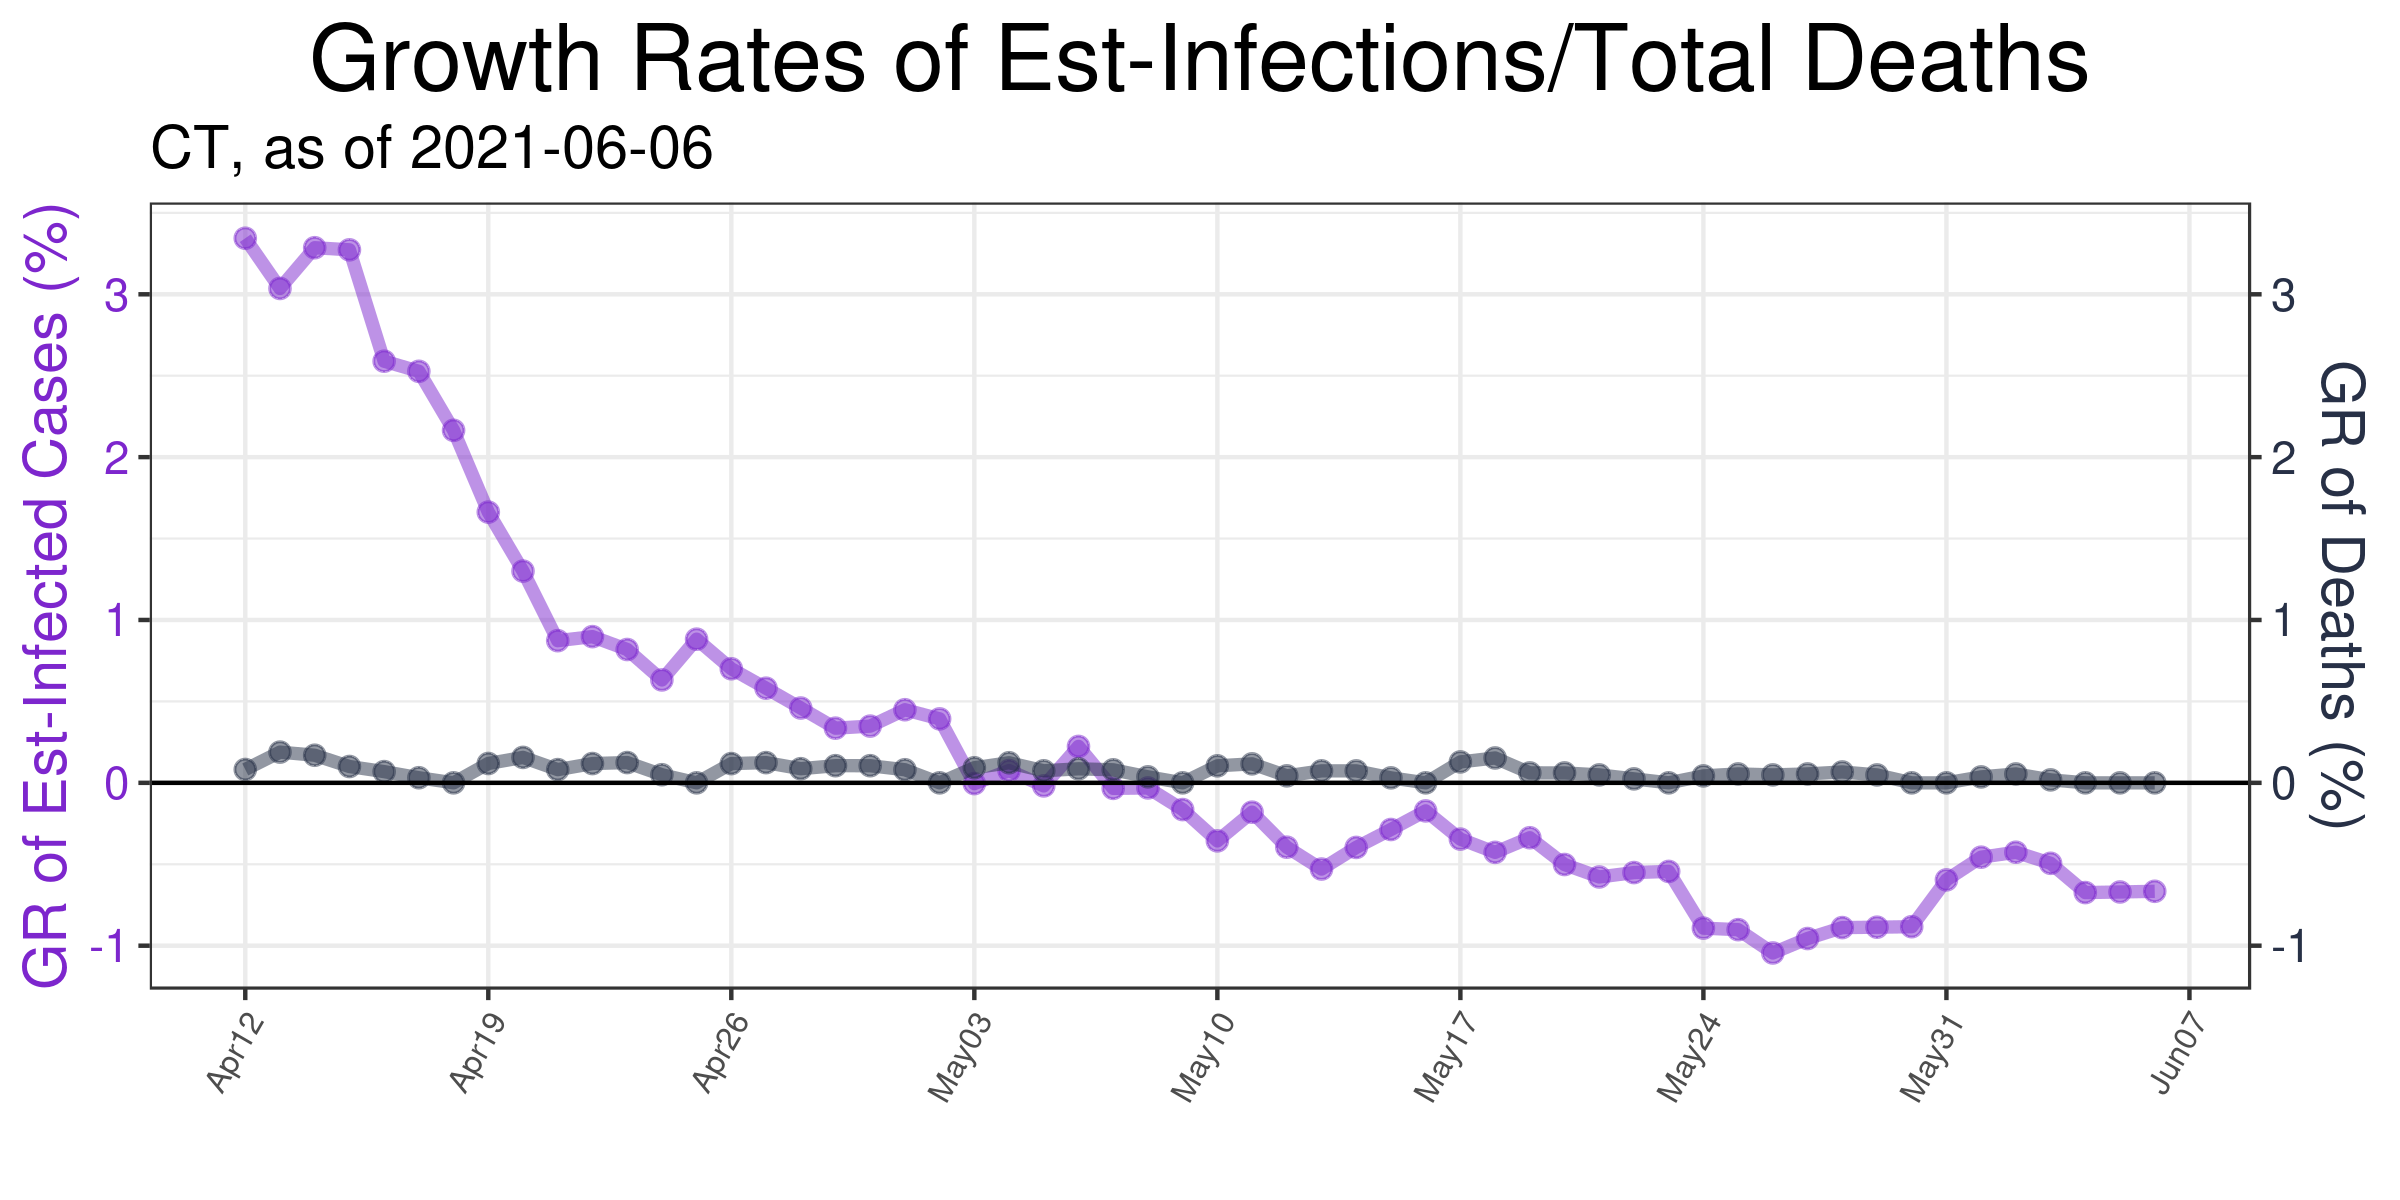 Growth Rates of Est-Infections/Total Deaths
CT, as of 2021-06-06
GR of Est-Infected Cases (%)
3
2
1
0
-1
3
2
1
0
-1
GR of Deaths (%)
Apr12
Apr19
Apr26
May03
May10
May17
May24
May31
Jun07